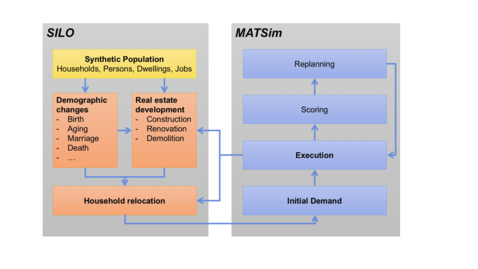 SILO
Synthetic Population
Households, Persons, Dwellings, Jobs
Demographic
changes
- Birth
- Aging
- Marriage
- Death
- ...
Real estate
development
- Construction
- Renovation
- Demolition
Household relocation
MATSim
Replanning
Scoring
Execution
Initial Demand